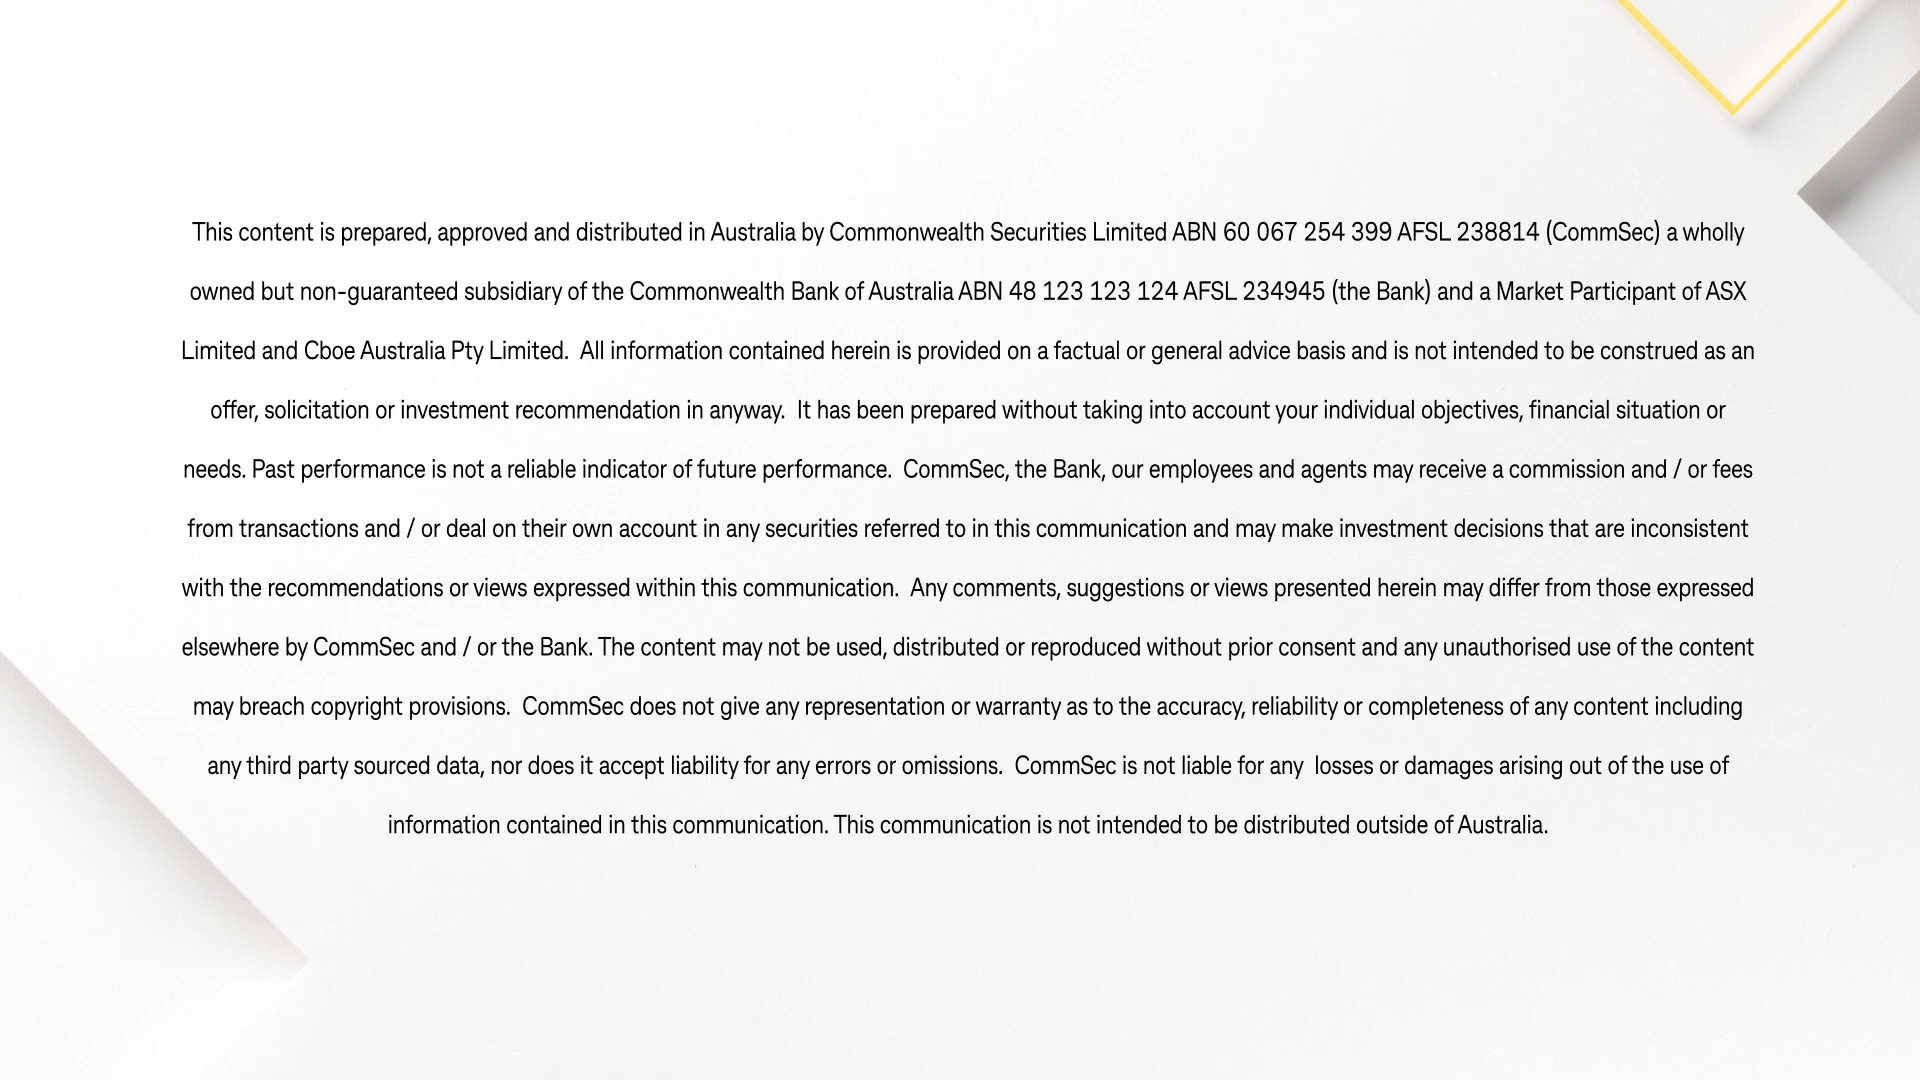 This content is prepared, approved and distributed in Australia by Commonwealth Securities Limited ABN 60 067 254 399 AFSL 238814 (CommSec) a wholly
owned but non-guaranteed subsidiary of the Commonwealth Bank of Australia ABN 48 123 123 124 AFSL 234945 (the Bank) and a Market Participant of ASX
Limited and Cboe Australia Pty Limited.  All information contained herein is provided on a factual or general advice basis and is not intended to be construed as an
offer, solicitation or investment recommendation in anyway.  It has been prepared without taking into account your individual objectives, financial situation or
needs. Past performance is not a reliable indicator of future performance.  CommSec, the Bank, our employees and agents may receive a commission and / or fees
from transactions and / or deal on their own account in any securities referred to in this communication and may make investment decisions that are inconsistent
with the recommendations or views expressed within this communication.  Any comments, suggestions or views presented herein may differ from those expressed
elsewhere by CommSec and / or the Bank. The content may not be used, distributed or reproduced without prior consent and any unauthorised use of the content
may breach copyright provisions.  CommSec does not give any representation or warranty as to the accuracy, reliability or completeness of any content including
any third party sourced data, nor does it accept liability for any errors or omissions.  CommSec is not liable for any  losses or damages arising out of the use of
information contained in this communication. This communication is not intended to be distributed outside of Australia.